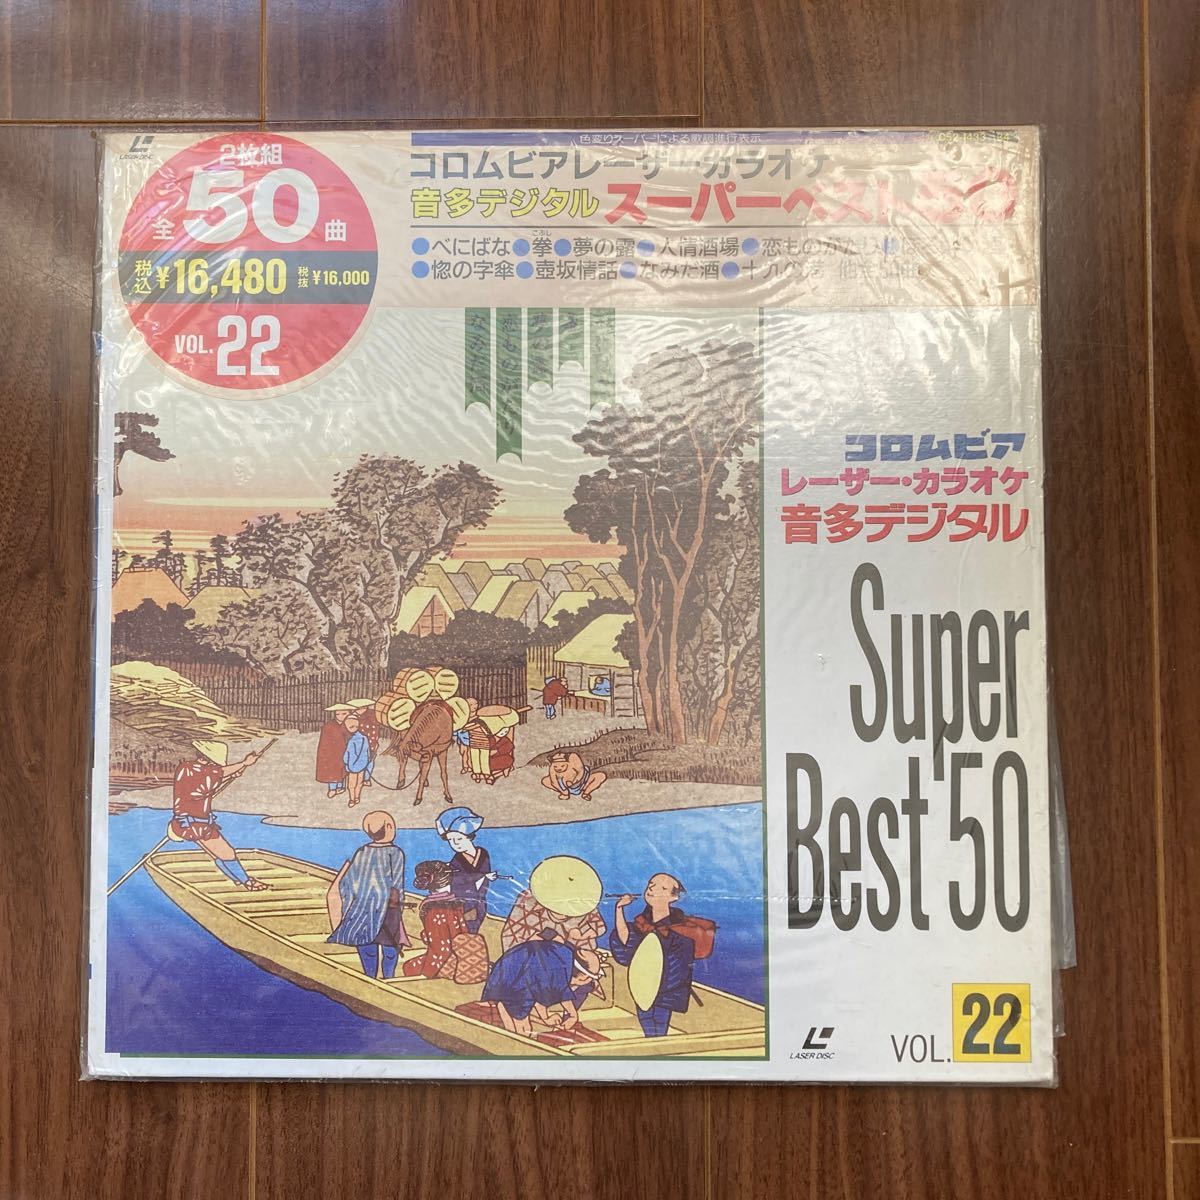 LASER DISC
2枚組
全50曲
税込¥16,480 税抜¥16,000
VOL.22
色変りスーパーによる歌詞進行表示
コロムビアレーザーカラオケ
音多デジタル スーパーベスト50
●べにばな●拳●夢の露●人情酒場●恋ものがたり
こぶし
●惚の字傘●壺坂情話●なみだ酒●十九の
コロムビア
レーザー・カラオケ
音多デジタル
Super
Best'50
LASER DISC
VOL.22